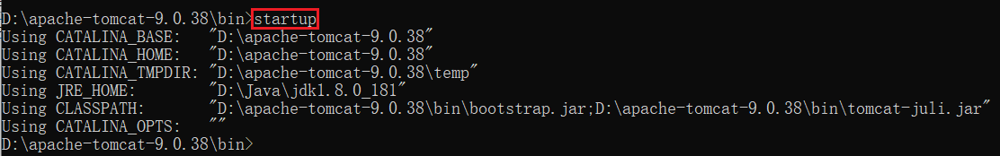 D:\apache-tomcat-9.0.38\bin>startup
Using CATALINA_BASE:   "D:\apache-tomcat-9.0.38"
Using CATALINA_HOME:   "D:\apache-tomcat-9.0.38"
Using CATALINA_TMPDIR: "D:\apache-tomcat-9.0.38\temp"
Using JRE_HOME:        "D:\Java\jdk1.8.0_181"
Using CLASSPATH:       "D:\apache-tomcat-9.0.38\bin\bootstrap.jar;D:\apache-tomcat-9.0.38\bin\tomcat-juli.jar"
Using CATALINA_OPTS:   ""
D:\apache-tomcat-9.0.38\bin>